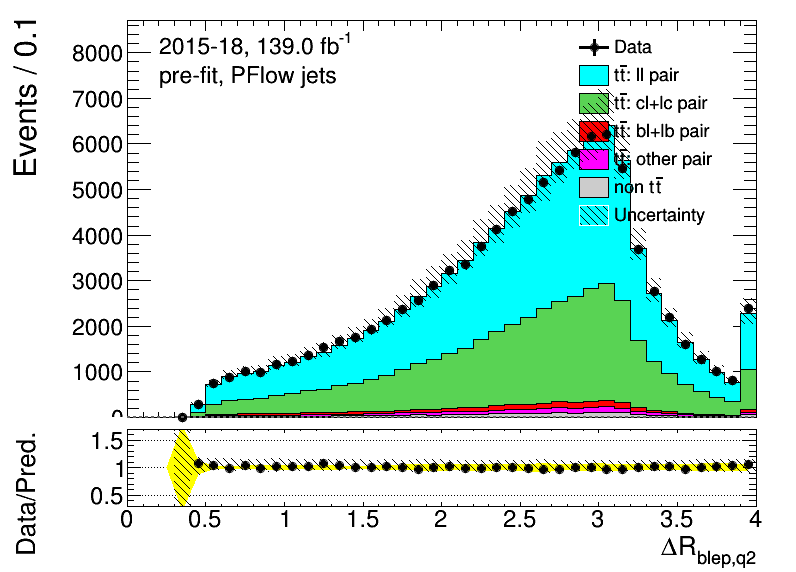 Events / 0.1
8000
7000
6000
5000
4000
3000
2000
1000
0
2015-18, 139.0 fb⁻¹
pre-fit, PFlow jets
Data
tt̄: ll pair
tt̄: cl+lc pair
tt̄: bl+lb pair
tt̄: other pair
non tt̄
Uncertainty
Data/Pred.
1.5
1
0.5
0 0.5 1 1.5 2 2.5 3 3.5 4
ΔR_blep,q2